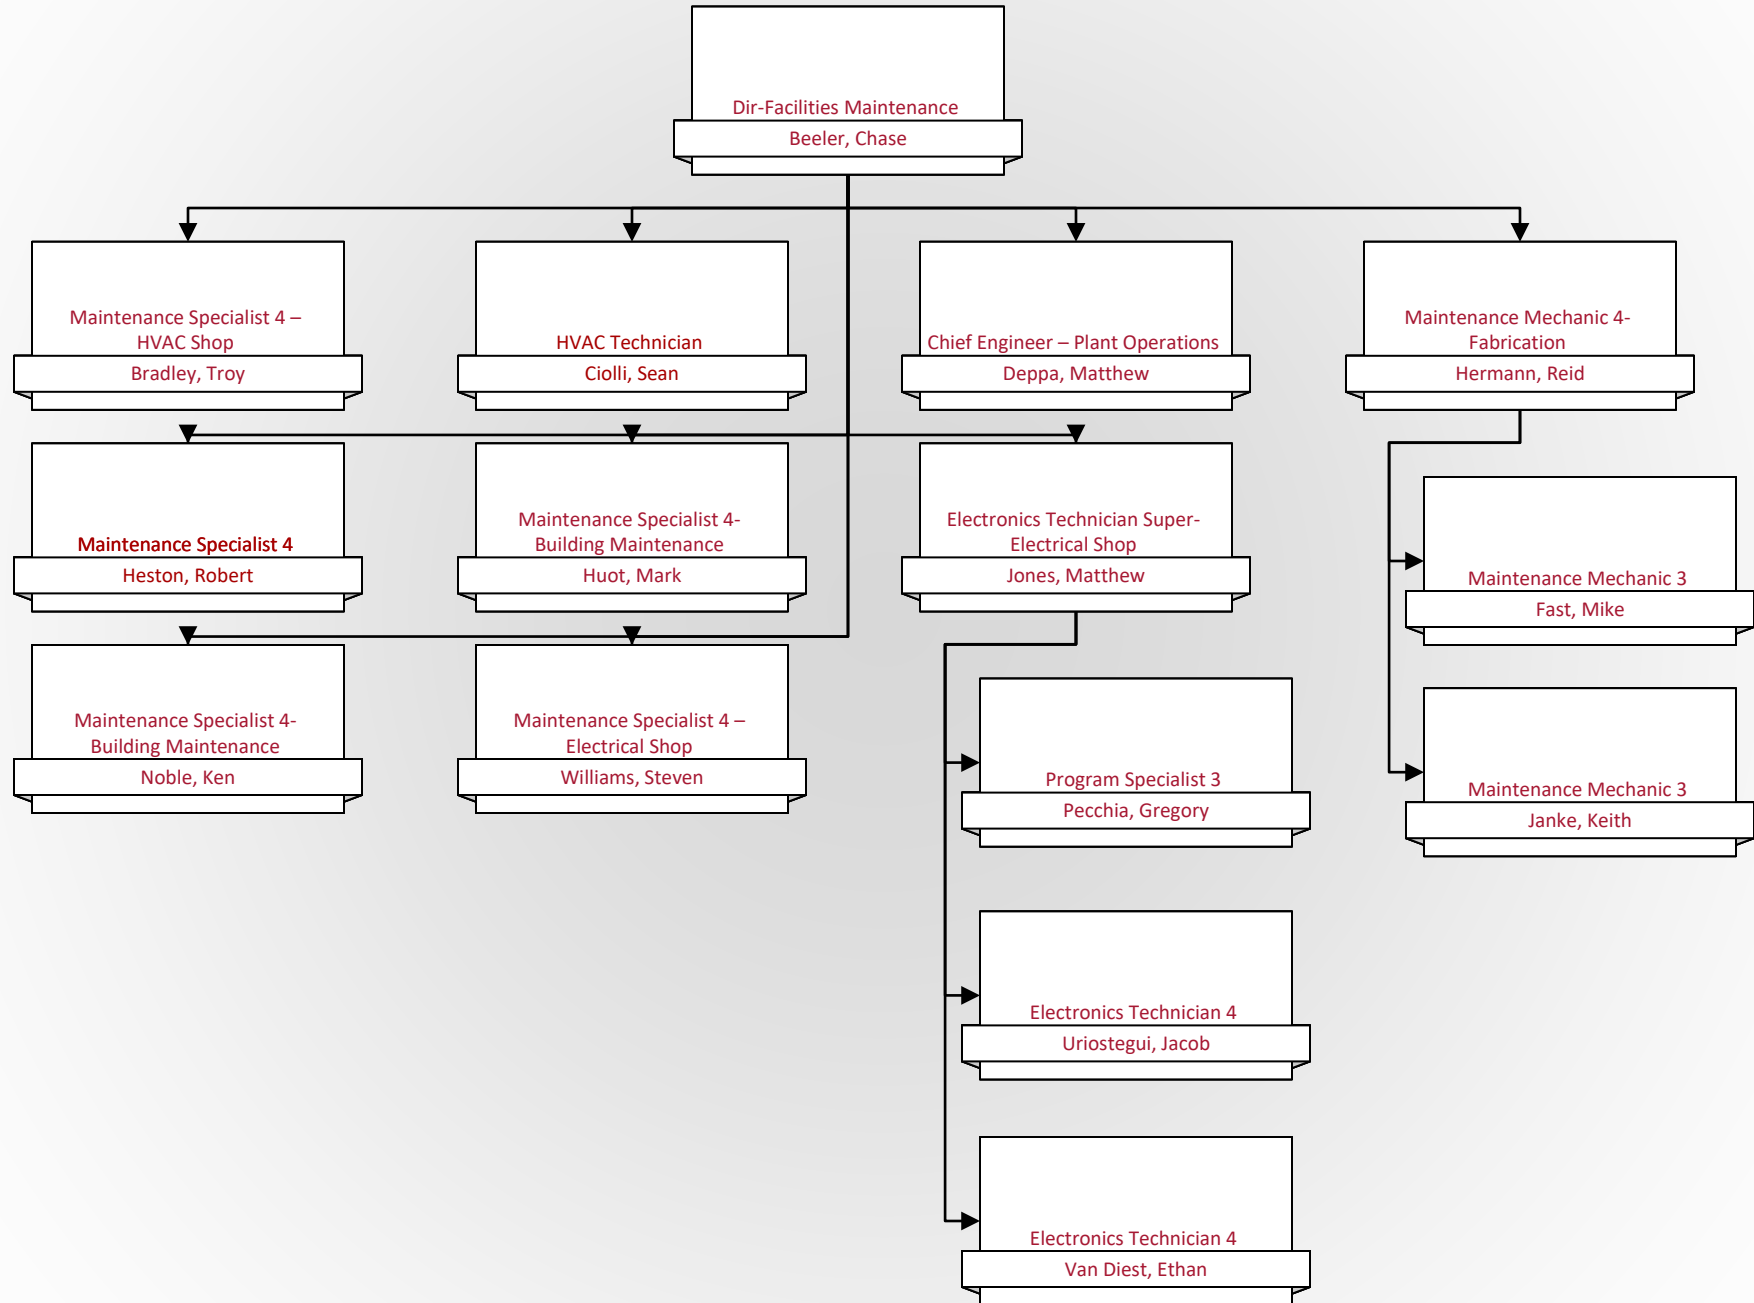 Dir-Facilities Maintenance
Beeler, Chase
Maintenance Specialist 4 –
HVAC Shop
Bradley, Troy
HVAC Technician
Ciolli, Sean
Chief Engineer – Plant Operations
Deppa, Matthew
Maintenance Mechanic 4-
Fabrication
Hermann, Reid
Maintenance Specialist 4
Heston, Robert
Maintenance Specialist 4-
Building Maintenance
Huot, Mark
Electronics Technician Super-
Electrical Shop
Jones, Matthew
Maintenance Mechanic 3
Fast, Mike
Maintenance Specialist 4-
Building Maintenance
Noble, Ken
Maintenance Specialist 4 –
Electrical Shop
Williams, Steven
Program Specialist 3
Pecchia, Gregory
Maintenance Mechanic 3
Janke, Keith
Electronics Technician 4
Uriostegui, Jacob
Electronics Technician 4
Van Diest, Ethan